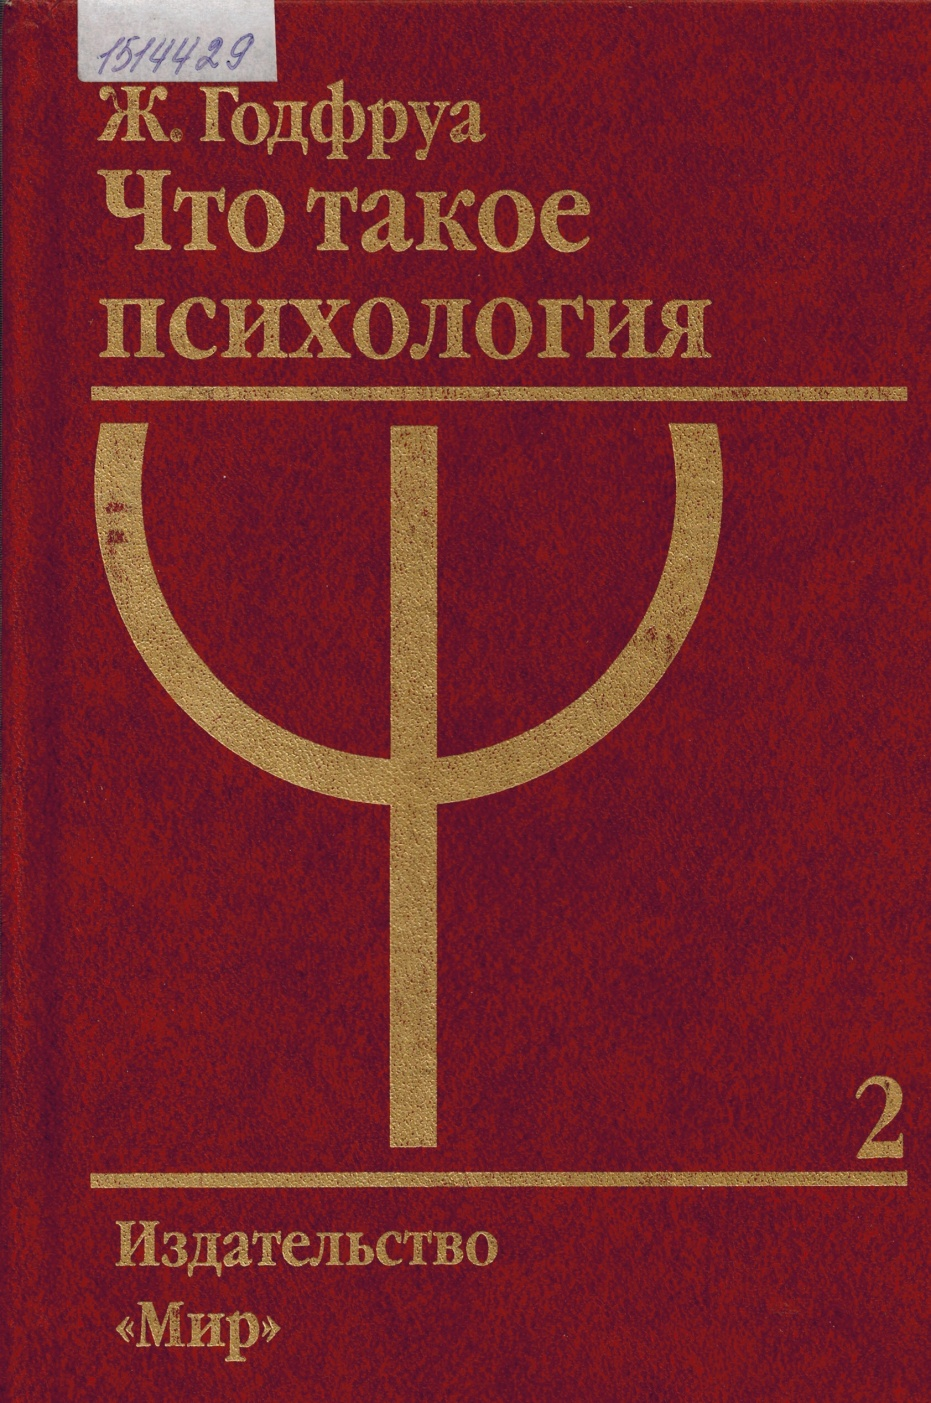 1514429
Ж. Годфруа
Что такое
психология
2
Издательство
«Мир»